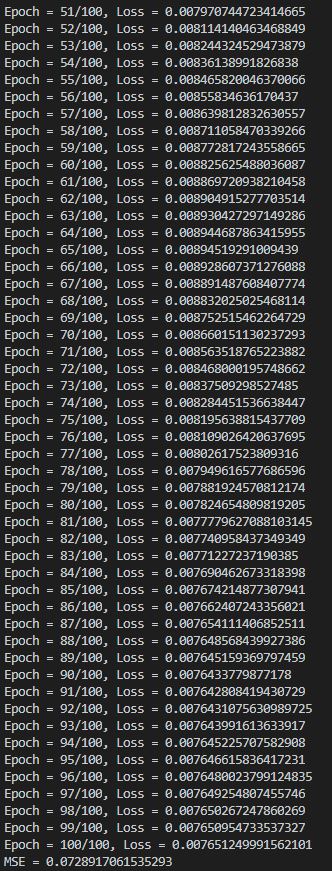 Epoch = 51/100, Loss = 0.007970744723414665
Epoch = 52/100, Loss = 0.008114140463468849
Epoch = 53/100, Loss = 0.008244324529473879
Epoch = 54/100, Loss = 0.00836138991826838
Epoch = 55/100, Loss = 0.008465820046370066
Epoch = 56/100, Loss = 0.00855834636170437
Epoch = 57/100, Loss = 0.008639812832630557
Epoch = 58/100, Loss = 0.008711058470339266
Epoch = 59/100, Loss = 0.008772817243558665
Epoch = 60/100, Loss = 0.008825625488036087
Epoch = 61/100, Loss = 0.008869720938210458
Epoch = 62/100, Loss = 0.008904915277703514
Epoch = 63/100, Loss = 0.008930427297149286
Epoch = 64/100, Loss = 0.008944687863415955
Epoch = 65/100, Loss = 0.00894519291009439
Epoch = 66/100, Loss = 0.008928607371276088
Epoch = 67/100, Loss = 0.008891487608407774
Epoch = 68/100, Loss = 0.008832025025468114
Epoch = 69/100, Loss = 0.008752515462264729
Epoch = 70/100, Loss = 0.008660151130237293
Epoch = 71/100, Loss = 0.008563518765223882
Epoch = 72/100, Loss = 0.008468000195748662
Epoch = 73/100, Loss = 0.00837509298527485
Epoch = 74/100, Loss = 0.008284451536638447
Epoch = 75/100, Loss = 0.008195638815437709
Epoch = 76/100, Loss = 0.008109026420637695
Epoch = 77/100, Loss = 0.00802617523809316
Epoch = 78/100, Loss = 0.007949616577686596
Epoch = 79/100, Loss = 0.007881924570812174
Epoch = 80/100, Loss = 0.007824654809819205
Epoch = 81/100, Loss = 0.0077779627088103145
Epoch = 82/100, Loss = 0.007740958437349349
Epoch = 83/100, Loss = 0.00771227237190385
Epoch = 84/100, Loss = 0.007690462673318398
Epoch = 85/100, Loss = 0.007674214877307941
Epoch = 86/100, Loss = 0.007662407243356021
Epoch = 87/100, Loss = 0.007654111406852511
Epoch = 88/100, Loss = 0.007648568439927386
Epoch = 89/100, Loss = 0.007645159369797459
Epoch = 90/100, Loss = 0.0076433779877178
Epoch = 91/100, Loss = 0.007642808419430729
Epoch = 92/100, Loss = 0.0076431075630989725
Epoch = 93/100, Loss = 0.007643991613633917
Epoch = 94/100, Loss = 0.007645225707582908
Epoch = 95/100, Loss = 0.007646615836417231
Epoch = 96/100, Loss = 0.0076480023799124835
Epoch = 97/100, Loss = 0.007649254807455746
Epoch = 98/100, Loss = 0.007650267247860269
Epoch = 99/100, Loss = 0.007650954733537327
Epoch = 100/100, Loss = 0.007651249991562101
MSE = 0.0728917061535293